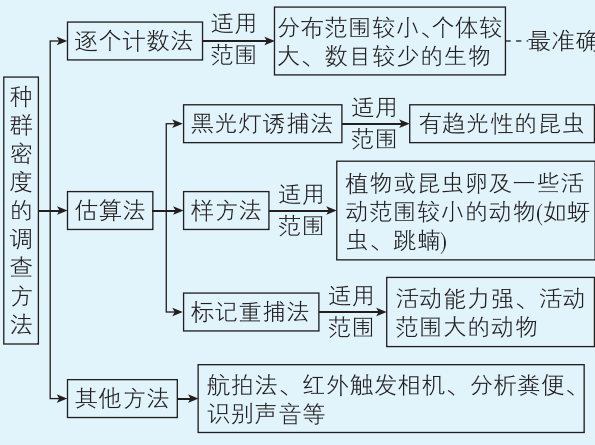 种群密度的调查方法
逐个计数法
适用
范围
分布范围较小、个体较
大、数目较少的生物
最准确
估算法
黑光灯诱捕法
适用
范围
有趋光性的昆虫
样方法
适用
范围
植物或昆虫卵及一些活
动范围较小的动物(如蚜
虫、跳蝻)
标记重捕法
适用
范围
活动能力强、活动
范围大的动物
其他方法
航拍法、红外触发相机、分析粪便、
识别声音等